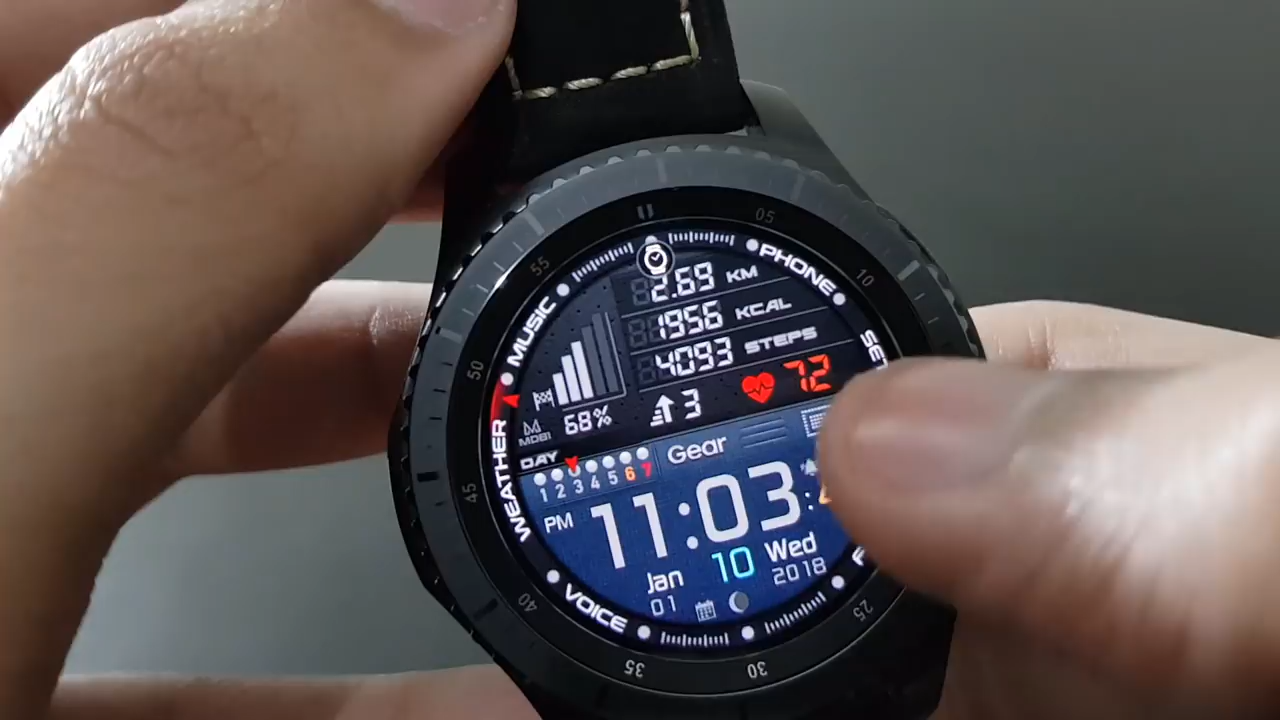 05
10
25
30
35
40
45
50
55
PHONE
MUSIC
WEATHER
VOICE
2.69 KM
1956 KCAL
4093 STEPS
68%
3
72
MDB1
DAY
1 2 3 4 5 6 7
Gear
PM 11:03
Jan 10 Wed
01 2018